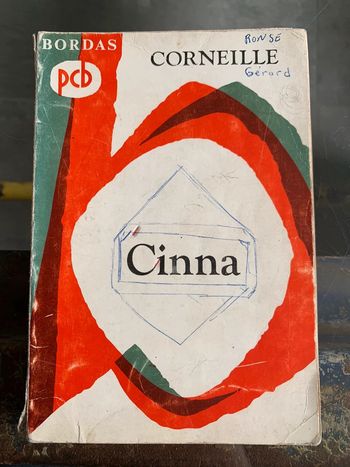 BORDAS
pcb
RONSE
CORNEILLE
Gérard
Cinna